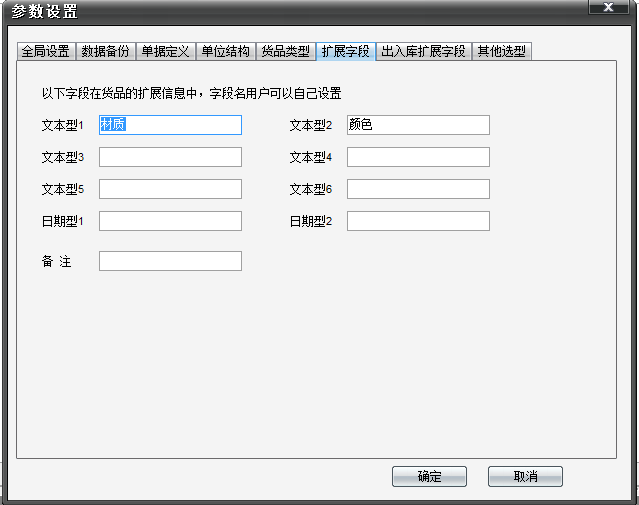 参数设置
全局设置 数据备份 单据定义 单位结构 货品类型 扩展字段 出入库扩展字段 其他选型
以下字段在货品的扩展信息中，字段名用户可以自己设置
文本型1 材质 文本型2 颜色
文本型3 文本型4
文本型5 文本型6
日期型1 日期型2
备 注
确定 取消